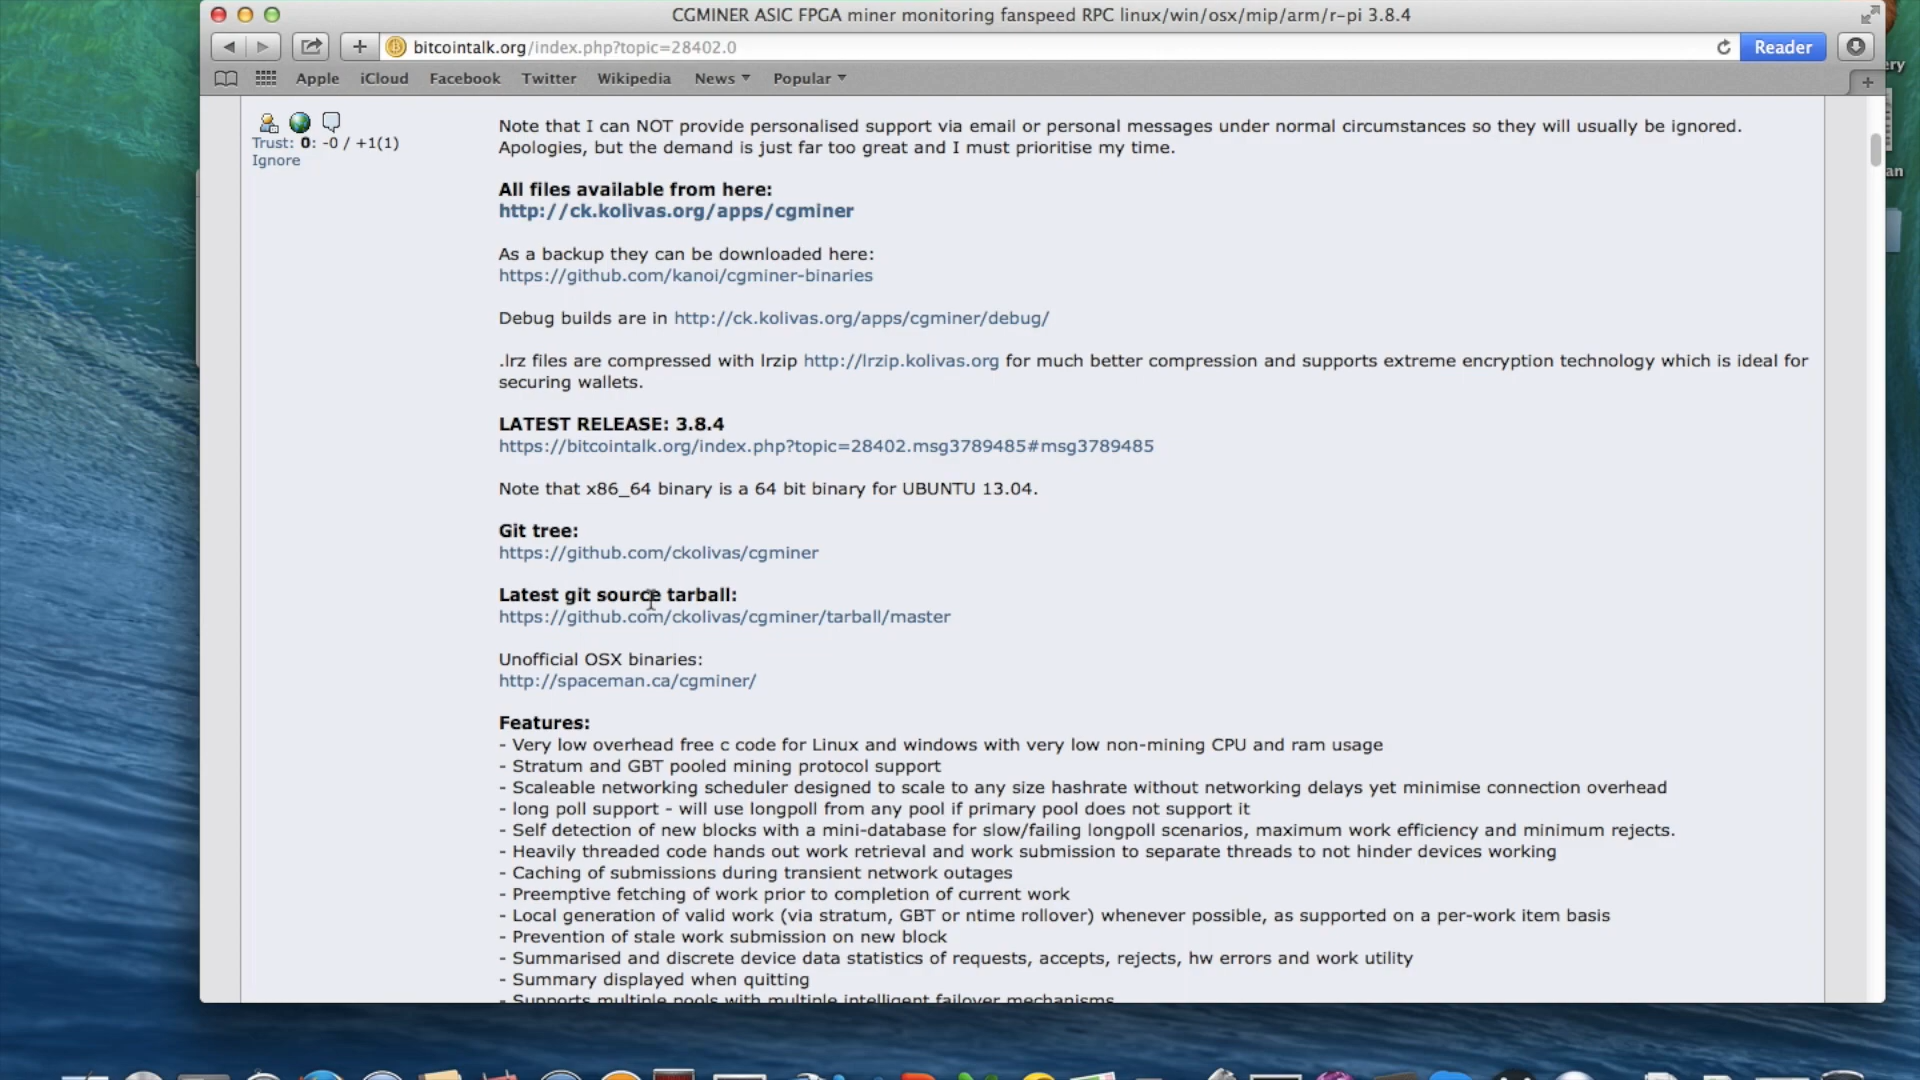 CGMINER ASIC FPGA miner monitoring fanspeed RPC linux/win/osx/mip/arm/r-pi 3.8.4
bitcointalk.org/index.php?topic=28402.0
Reader
Apple iCloud Facebook Twitter Wikipedia News Popular
ery
an
Trust: 0: -0 / +1(1)
Ignore
Note that I can NOT provide personalised support via email or personal messages under normal circumstances so they will usually be ignored.
Apologies, but the demand is just far too great and I must prioritise my time.
All files available from here:
http://ck.kolivas.org/apps/cgminer
As a backup they can be downloaded here:
https://github.com/kanoi/cgminer-binaries
Debug builds are in http://ck.kolivas.org/apps/cgminer/debug/
.lrz files are compressed with lrzip http://lrzip.kolivas.org for much better compression and supports extreme encryption technology which is ideal for
securing wallets.
LATEST RELEASE: 3.8.4
https://bitcointalk.org/index.php?topic=28402.msg3789485#msg3789485
Note that x86_64 binary is a 64 bit binary for UBUNTU 13.04.
Git tree:
https://github.com/ckolivas/cgminer
Latest git source tarball:
https://github.com/ckolivas/cgminer/tarball/master
Unofficial OSX binaries:
http://spaceman.ca/cgminer/
Features:
- Very low overhead free c code for Linux and windows with very low non-mining CPU and ram usage
- Stratum and GBT pooled mining protocol support
- Scaleable networking scheduler designed to scale to any size hashrate without networking delays yet minimise connection overhead
- long poll support - will use longpoll from any pool if primary pool does not support it
- Self detection of new blocks with a mini-database for slow/failing longpoll scenarios, maximum work efficiency and minimum rejects.
- Heavily threaded code hands out work retrieval and work submission to separate threads to not hinder devices working
- Caching of submissions during transient network outages
- Preemptive fetching of work prior to completion of current work
- Local generation of valid work (via stratum, GBT or ntime rollover) whenever possible, as supported on a per-work item basis
- Prevention of stale work submission on new block
- Summarised and discrete device data statistics of requests, accepts, rejects, hw errors and work utility
- Summary displayed when quitting
- Supports multiple pools with multiple intelligent failover mechanisms